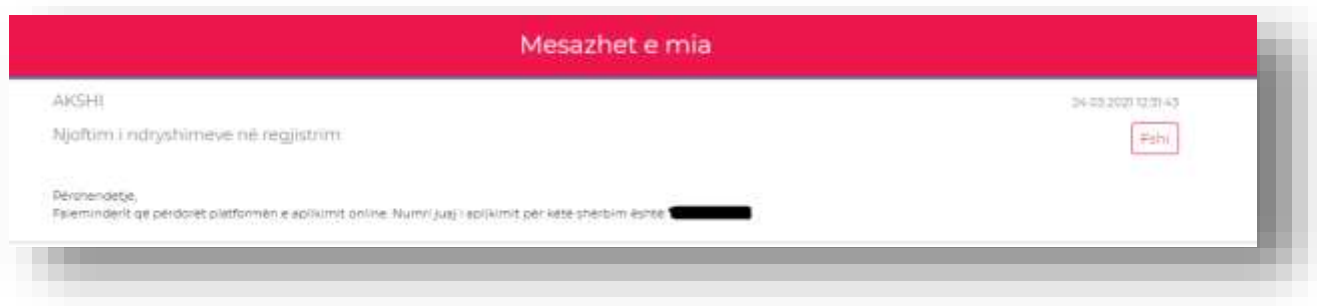 Mesazhet e mia
AKSHI
24.03.2021 12:31:43
Njoftim i ndryshimeve në regjistrim
Fshi
Përshendetje,
Faleminderit që përdorët platformën e aplikimit online. Numri juaj i aplikimit për këtë shërbim është